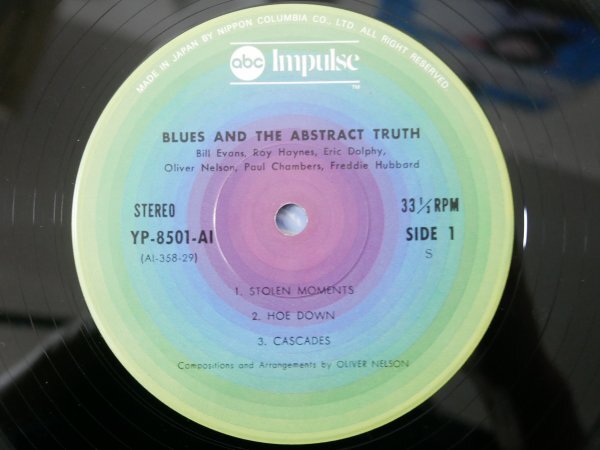 MADE IN JAPAN BY NIPPON COLUMBIA CO., LTD. ALL RIGHT RESERVED.
abc Impulse
TM
BLUES AND THE ABSTRACT TRUTH
Bill Evans, Roy Haynes, Eric Dolphy,
Oliver Nelson, Paul Chambers, Freddie Hubbard
STEREO
33 1/3 RPM
YP-8501-AI
SIDE 1
(AI-358-29)
S
1. STOLEN MOMENTS
2. HOE DOWN
3. CASCADES
Compositions and Arrangements by OLIVER NELSON